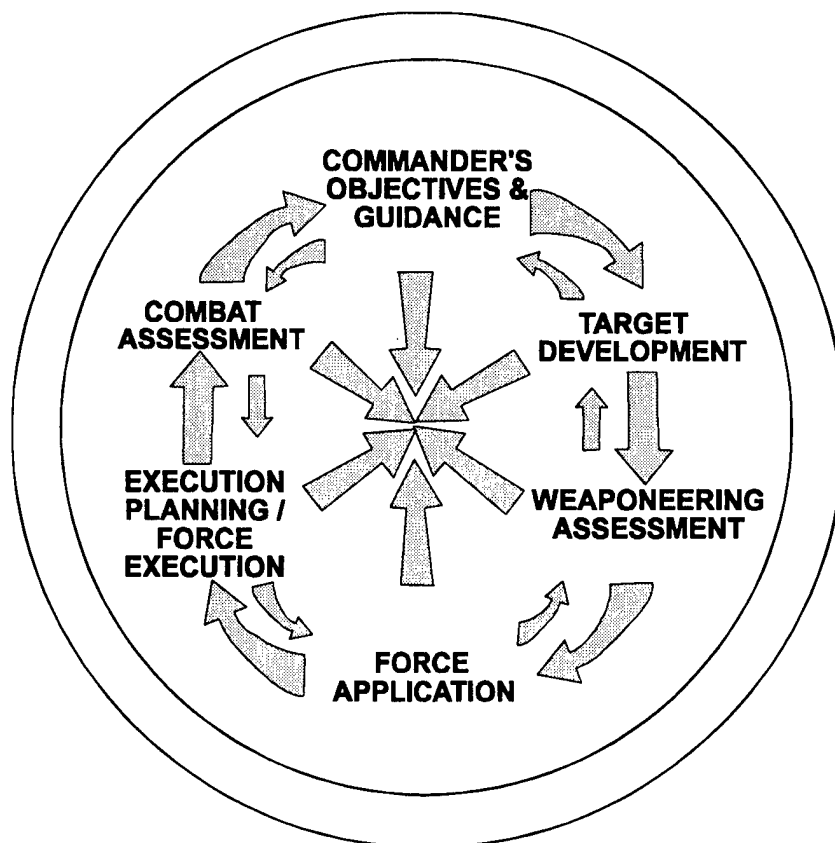 COMMANDER'S
OBJECTIVES &
GUIDANCE
COMBAT
ASSESSMENT
TARGET
DEVELOPMENT
EXECUTION
PLANNING /
FORCE
EXECUTION
WEAPONEERING
ASSESSMENT
FORCE
APPLICATION